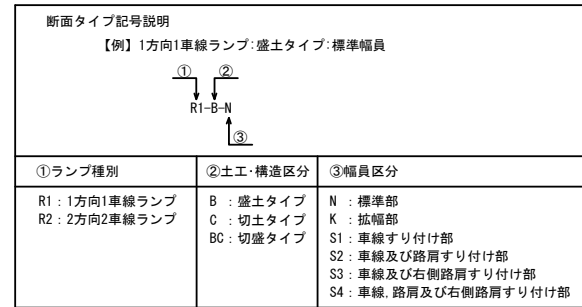 断面タイプ記号説明
【例】1方向1車線ランプ:盛土タイプ:標準幅員
① ②
R1-B-N
③
①ランプ種別 ②土工・構造区分 ③幅員区分
R1:1方向1車線ランプ B :盛土タイプ N :標準部
R2:2方向2車線ランプ C :切土タイプ K :拡幅部
BC:切盛タイプ S1:車線すり付け部
S2:車線及び路肩すり付け部
S3:車線及び右側路肩すり付け部
S4:車線,路肩及び右側路肩すり付け部